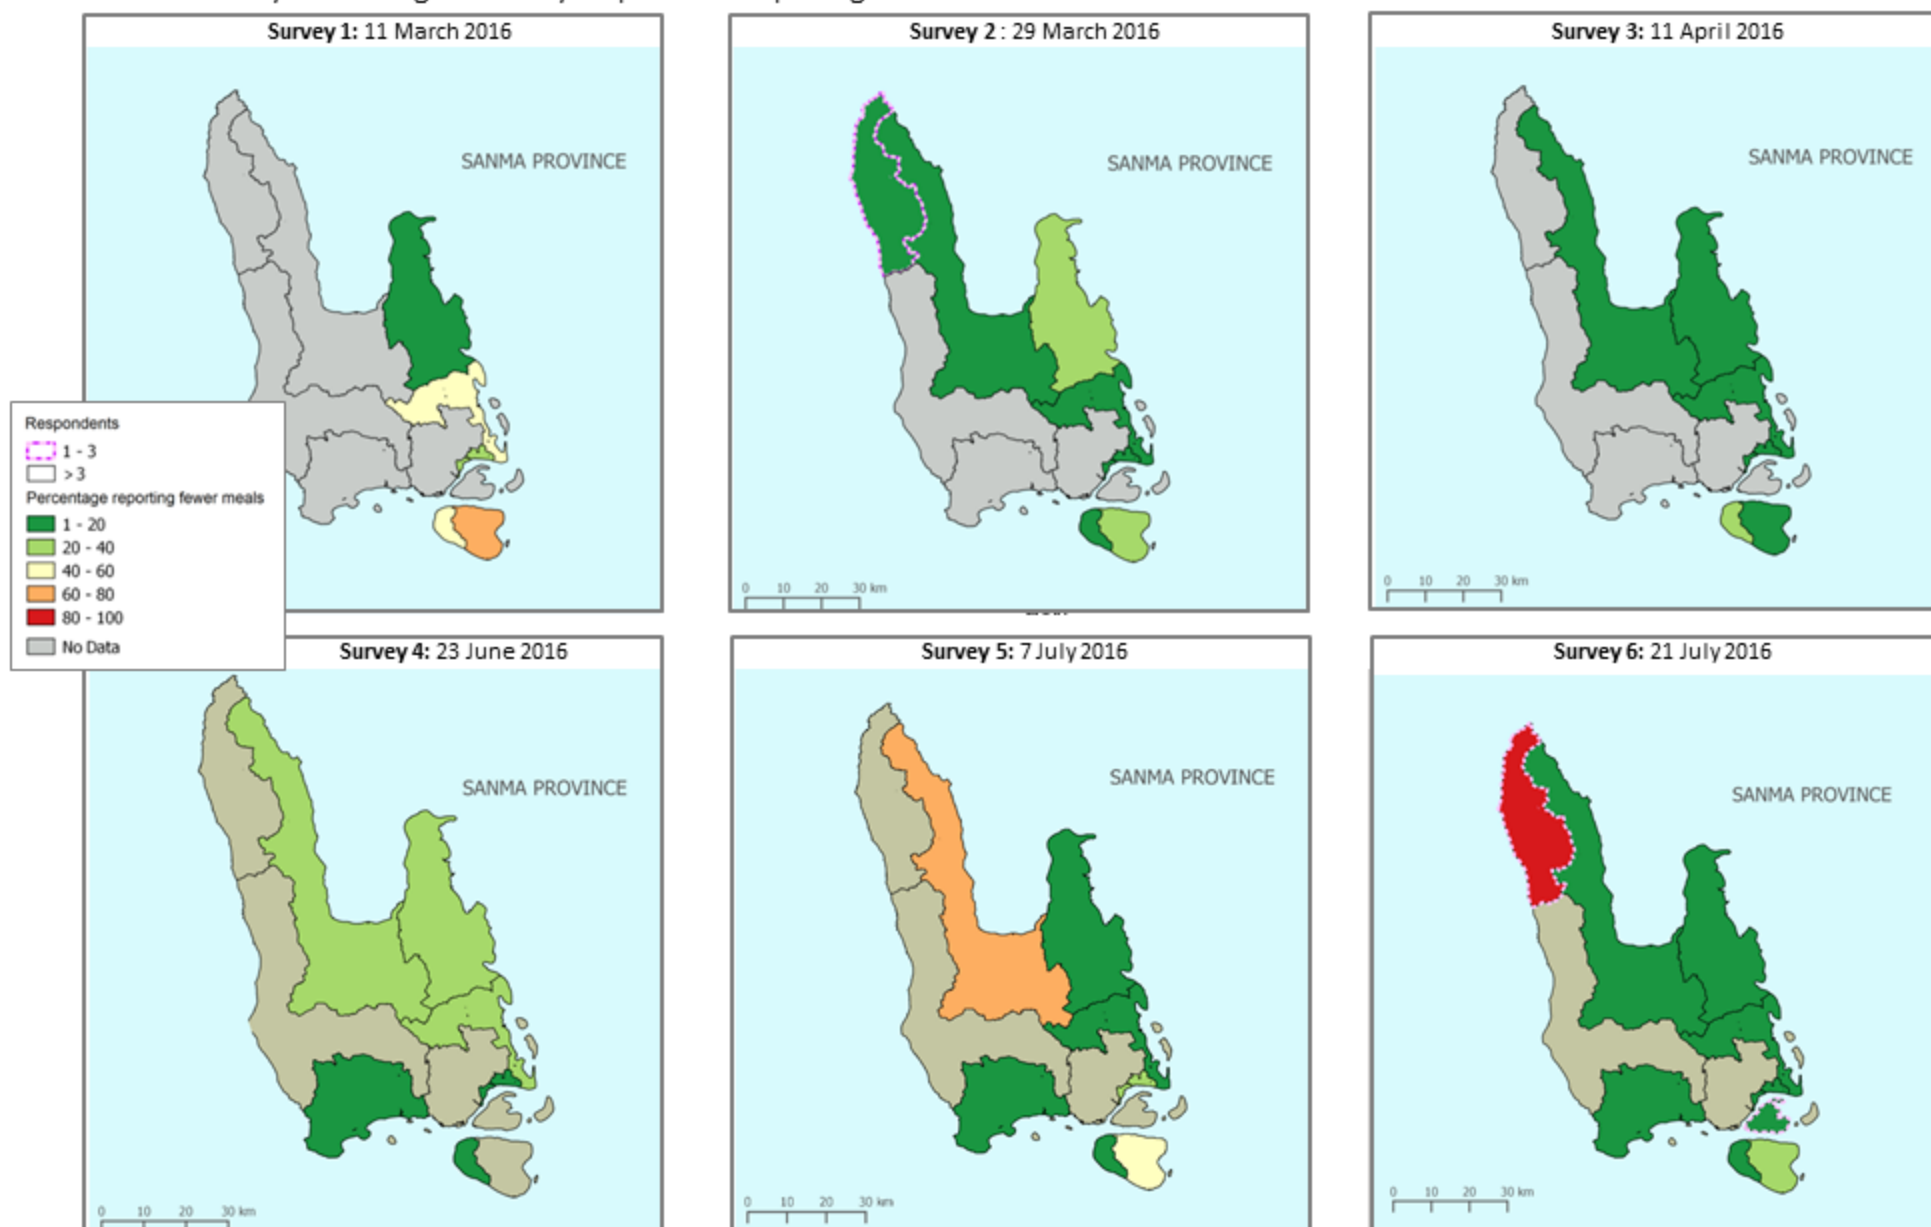 Survey 1: 11 March 2016
SANMA PROVINCE
Survey 2 : 29 March 2016
SANMA PROVINCE
0 10 20 30 km
Survey 3: 11 April 2016
SANMA PROVINCE
0 10 20 30 km
Respondents
1 - 3
>3
Percentage reporting fewer meals
1 - 20
20 - 40
40 - 60
60 - 80
80 - 100
No Data
Survey 4: 23 June 2016
SANMA PROVINCE
0 10 20 30 km
Survey 5: 7 July 2016
SANMA PROVINCE
0 10 20 30 km
Survey 6: 21 July 2016
SANMA PROVINCE
0 10 20 30 km